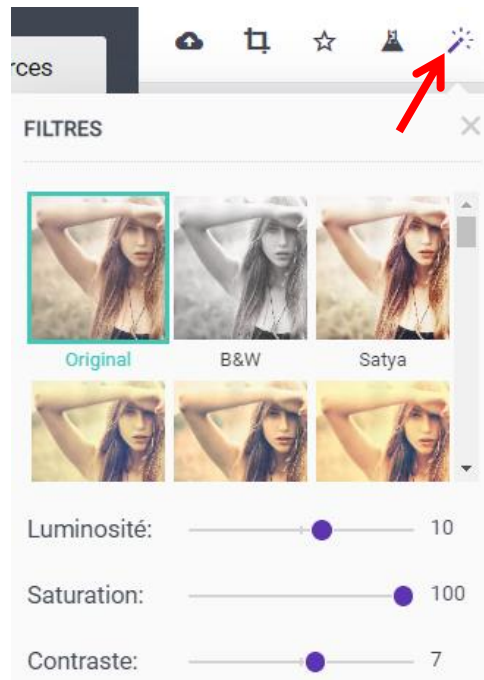 rces
FILTRES
Original B&W Satya
Luminosité: 10
Saturation: 100
Contraste: 7